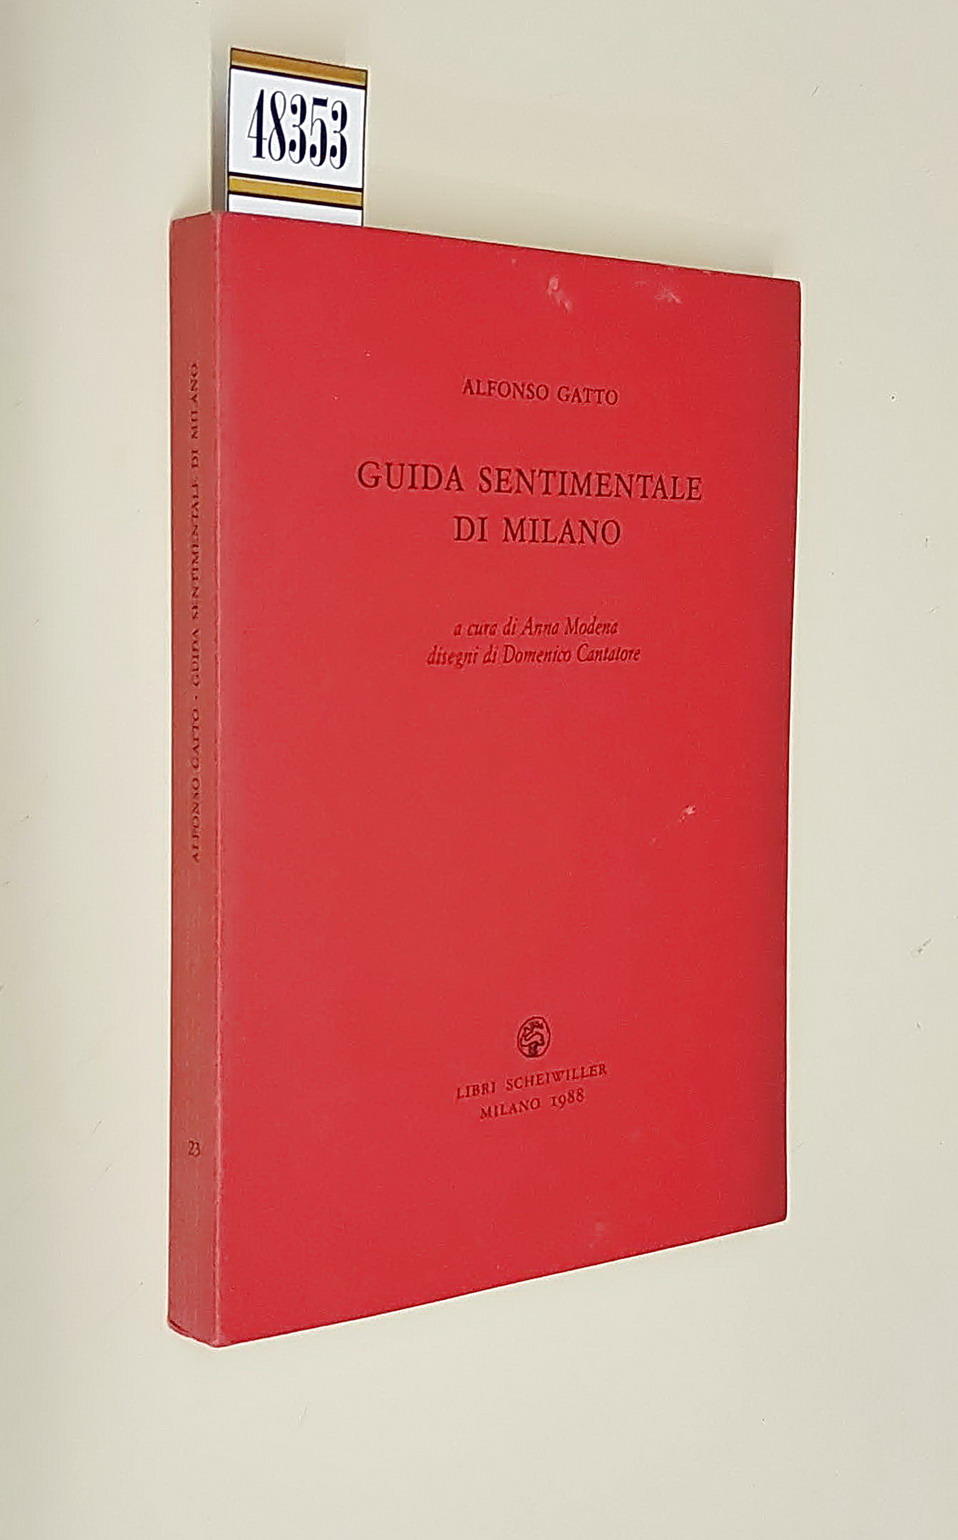 48353
ALFONSO GATTO
GUIDA SENTIMENTALE
DI MILANO
a cura di Anna Modena
disegni di Domenico Cantatore
LIBRI SCHEIWILLER
MILANO 1988
ALFONSO GATTO · GUIDA SENTIMENTALE DI MILANO
23